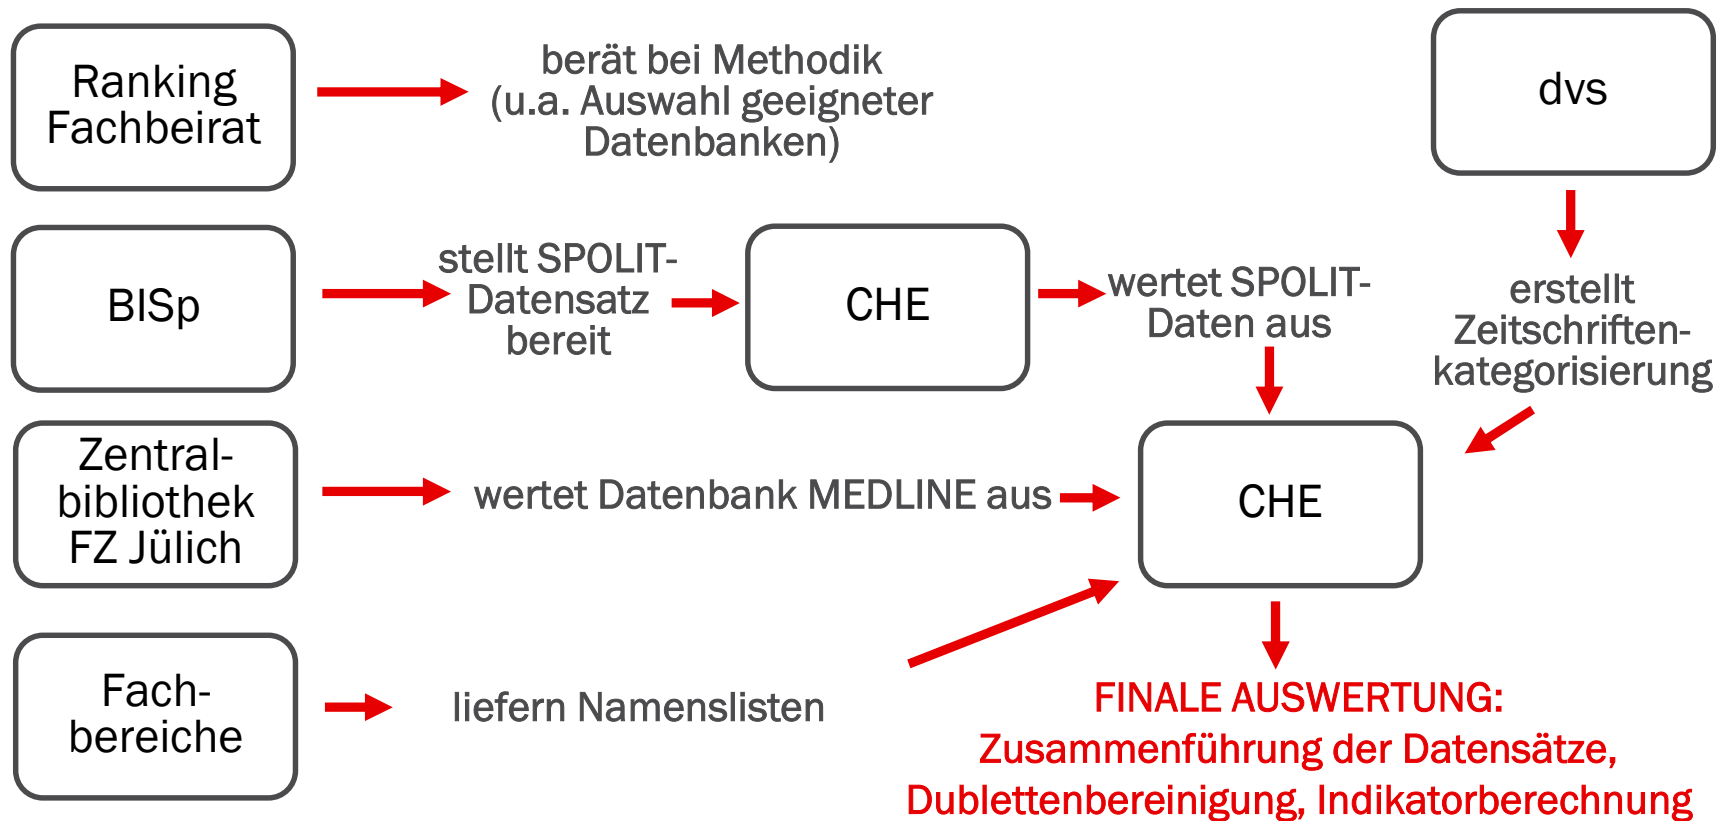 Ranking
Fachbeirat
berät bei Methodik
(u.a. Auswahl geeigneter
Datenbanken)
dvs
BISp
stellt SPOLIT-
Datensatz
bereit
CHE
wertet SPOLIT-
Daten aus
erstellt
Zeitschriften-
kategorisierung
Zentral-
bibliothek
FZ Jülich
wertet Datenbank MEDLINE aus
CHE
Fach-
bereiche
liefern Namenslisten
FINALE AUSWERTUNG:
Zusammenführung der Datensätze,
Dublettenbereinigung, Indikatorberechnung